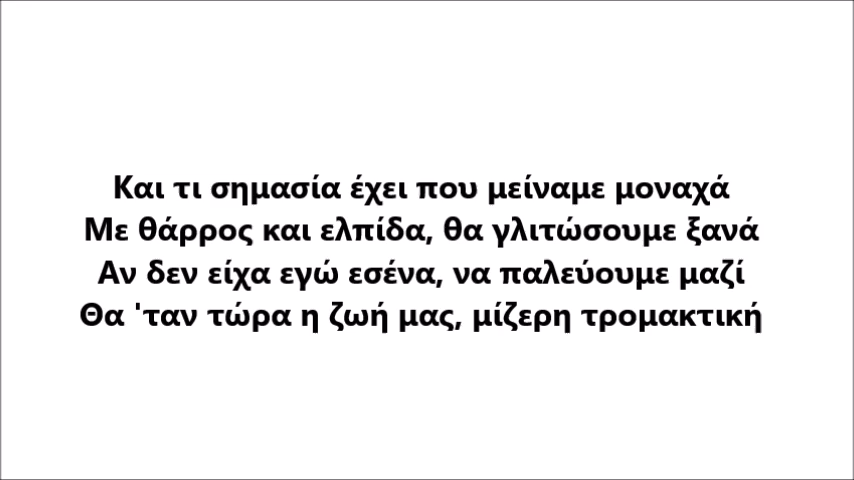 Και τι σημασία έχει που μείναμε μοναχά
Με θάρρος και ελπίδα, θα γλιτώσουμε ξανά
Αν δεν είχα εγώ εσένα, να παλεύουμε μαζί
Θα 'ταν τώρα η ζωή μας, μίζερη τρομακτική